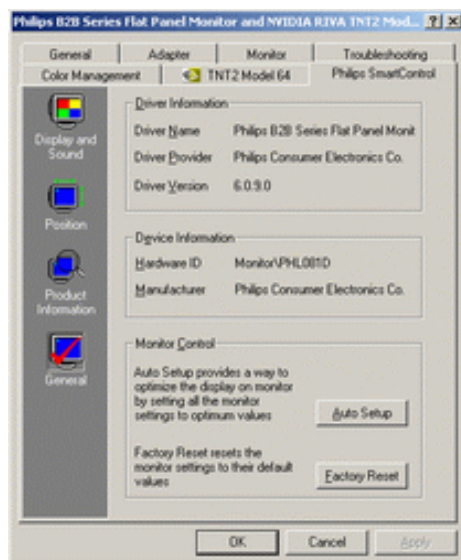 Philips B2B Series Flat Panel Monitor and NVIDIA RIVA TNT2 Mod...
General Adapter Monitor Troubleshooting
Color Management TNT2 Model 64 Philips SmartControl
Display and
Sound
Position
Product
Information
General
Driver Information
Driver Name Philips B2B Series Flat Panel Monit
Driver Provider Philips Consumer Electronics Co.
Driver Version 6.0.9.0
Device Information
Hardware ID Monitor\PHL081D
Manufacturer Philips Consumer Electronics Co.
Monitor Control
Auto Setup provides a way to
optimize the display on monitor
by setting all the monitor
settings to optimum values
Auto Setup
Factory Reset resets the
monitor settings to their default
values
Factory Reset
OK Cancel Apply